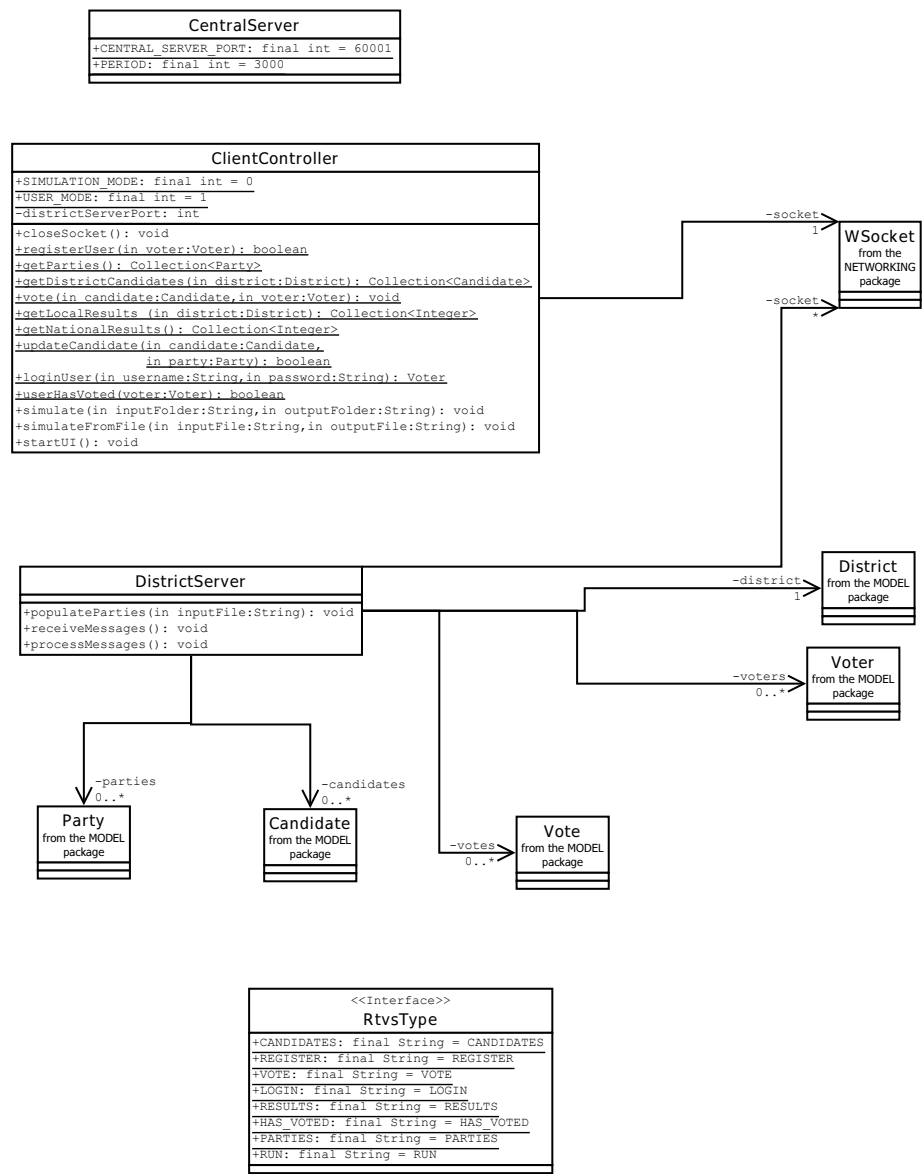 CentralServer
+CENTRAL_SERVER_PORT: final int = 60001
+PERIOD: final int = 3000
ClientController
+SIMULATION_MODE: final int = 0
+USER_MODE: final int = 1
-districtServerPort: int
+closeSocket(): void
+registerUser(in voter:Voter): boolean
+getParties(): Collection<Party>
+getDistrictCandidates(in district:District): Collection<Candidate>
+vote(in candidate:Candidate,in voter:Voter): void
+getLocalResults (in district:District): Collection<Integer>
+getNationalResults(): Collection<Integer>
+updateCandidate(in candidate:Candidate,
in party:Party): boolean
+loginUser(in username:String,in password:String): Voter
+userHasVoted(voter:Voter): boolean
+simulate(in inputFolder:String,in outputFolder:String): void
+simulateFromFile(in inputFile:String,in outputFile:String): void
+startUI(): void
-socket
1
WSocket
from the
NETWORKING
package
-socket
*
DistrictServer
+populateParties(in inputFile:String): void
+receiveMessages(): void
+processMessages(): void
-district
1
District
from the MODEL
package
-voters
0..*
Voter
from the MODEL
package
-parties
0..*
Party
from the MODEL
package
-candidates
0..*
Candidate
from the MODEL
package
-votes
0..*
Vote
from the MODEL
package
<<Interface>>
RtvsType
+CANDIDATES: final String = CANDIDATES
+REGISTER: final String = REGISTER
+VOTE: final String = VOTE
+LOGIN: final String = LOGIN
+RESULTS: final String = RESULTS
+HAS_VOTED: final String = HAS_VOTED
+PARTIES: final String = PARTIES
+RUN: final String = RUN